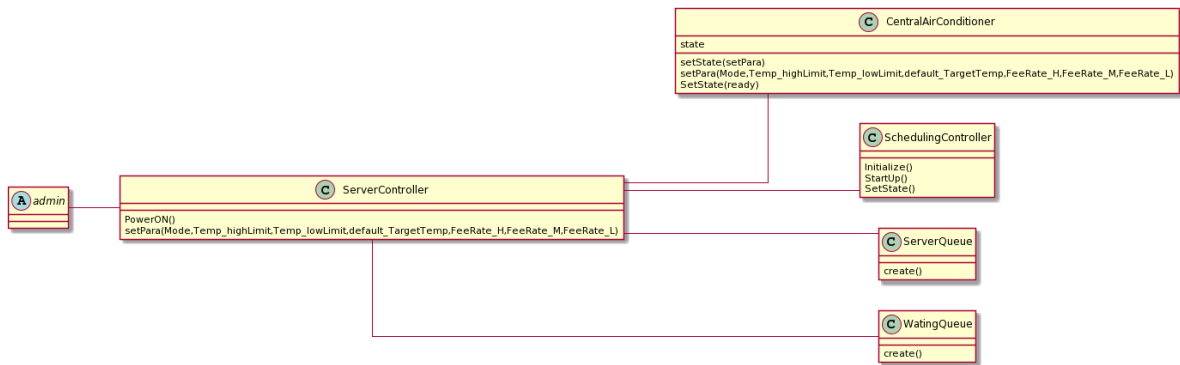 C CentralAirConditioner
state
setState(setPara)
setPara(Mode,Temp_highLimit,Temp_lowLimit,default_TargetTemp,FeeRate_H,FeeRate_M,FeeRate_L)
SetState(ready)
C SchedulingController
Initialize()
StartUp()
SetState()
A admin
C ServerController
PowerON()
setPara(Mode,Temp_highLimit,Temp_lowLimit,default_TargetTemp,FeeRate_H,FeeRate_M,FeeRate_L)
C ServerQueue
create()
C WatingQueue
create()